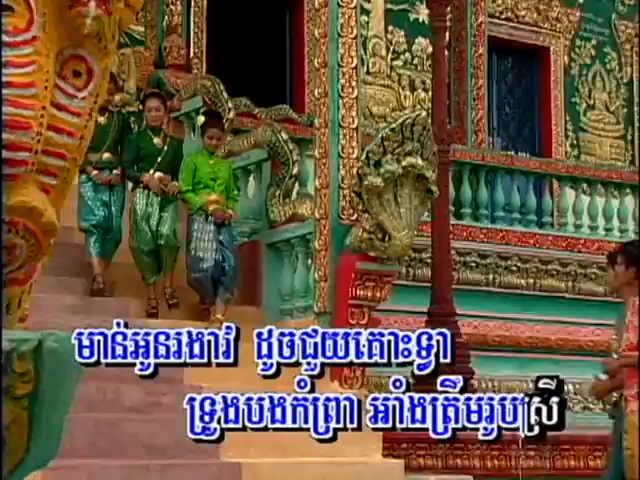 មាន់អូនរងាវ ដូចជួយគោះទ្វា
ទ្រូងបងកំព្រា អាំងត្រឹមរូបស្រី